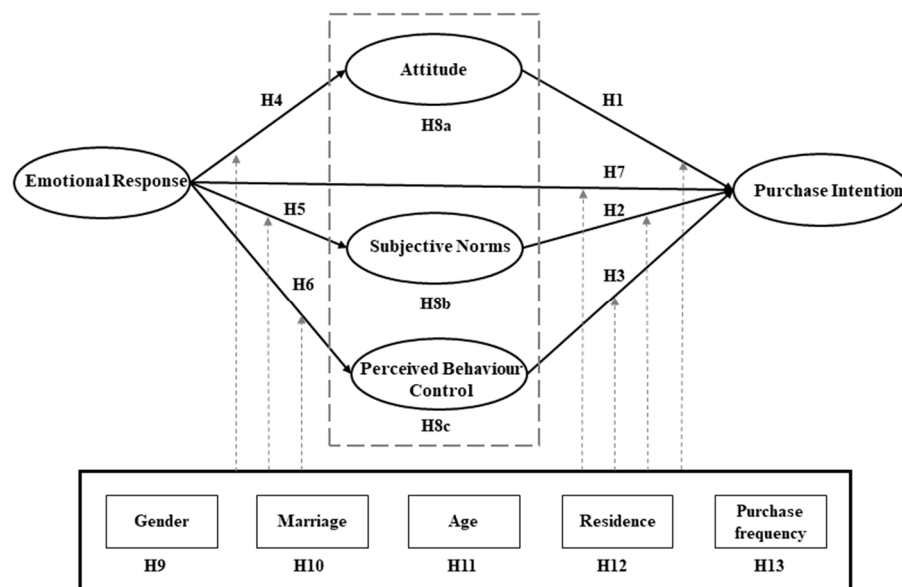 Attitude
H4
H1
H8a
Emotional Response
H7
Purchase Intention
H5
H2
Subjective Norms
H6
H3
H8b
Perceived Behaviour
Control
H8c
Gender
Marriage
Age
Residence
Purchase
frequency
H9
H10
H11
H12
H13